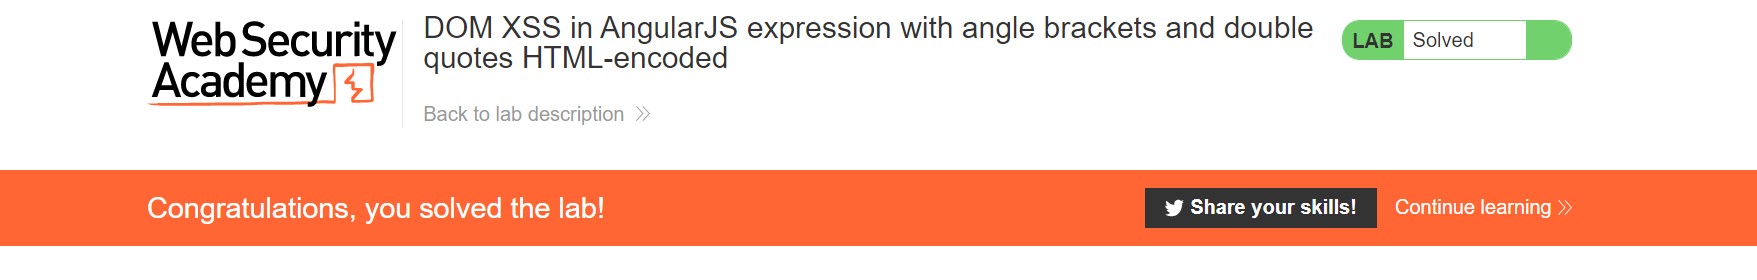 Web Security
Academy
DOM XSS in AngularJS expression with angle brackets and double
quotes HTML-encoded
Back to lab description
LAB Solved
Congratulations, you solved the lab!
Share your skills!
Continue learning